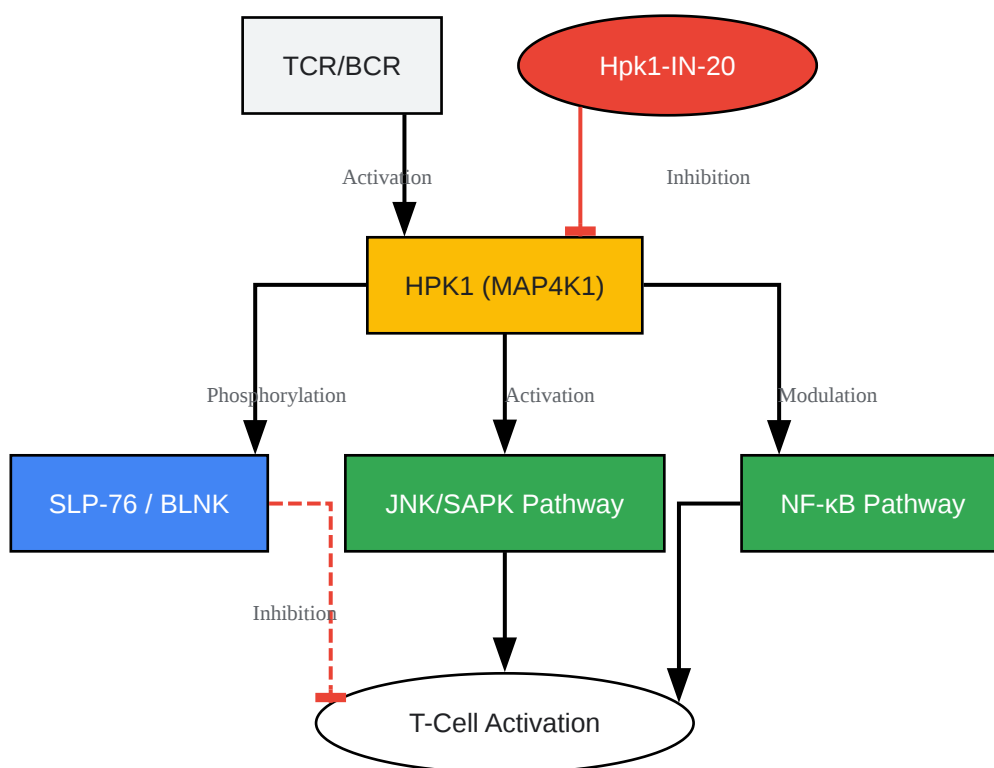 TCR/BCR
Hpk1-IN-20
Activation
Inhibition
HPK1 (MAP4K1)
Phosphorylation
Activation
Modulation
SLP-76 / BLNK
JNK/SAPK Pathway
NF-κB Pathway
Inhibition
T-Cell Activation